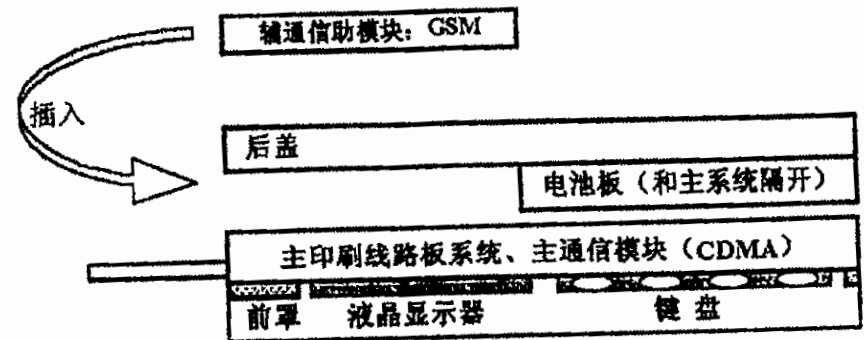 辅通信助模块：GSM
插入
后盖
电池板（和主系统隔开）
主印刷线路板系统、主通信模块（CDMA）
前罩 液晶显示器 键 盘